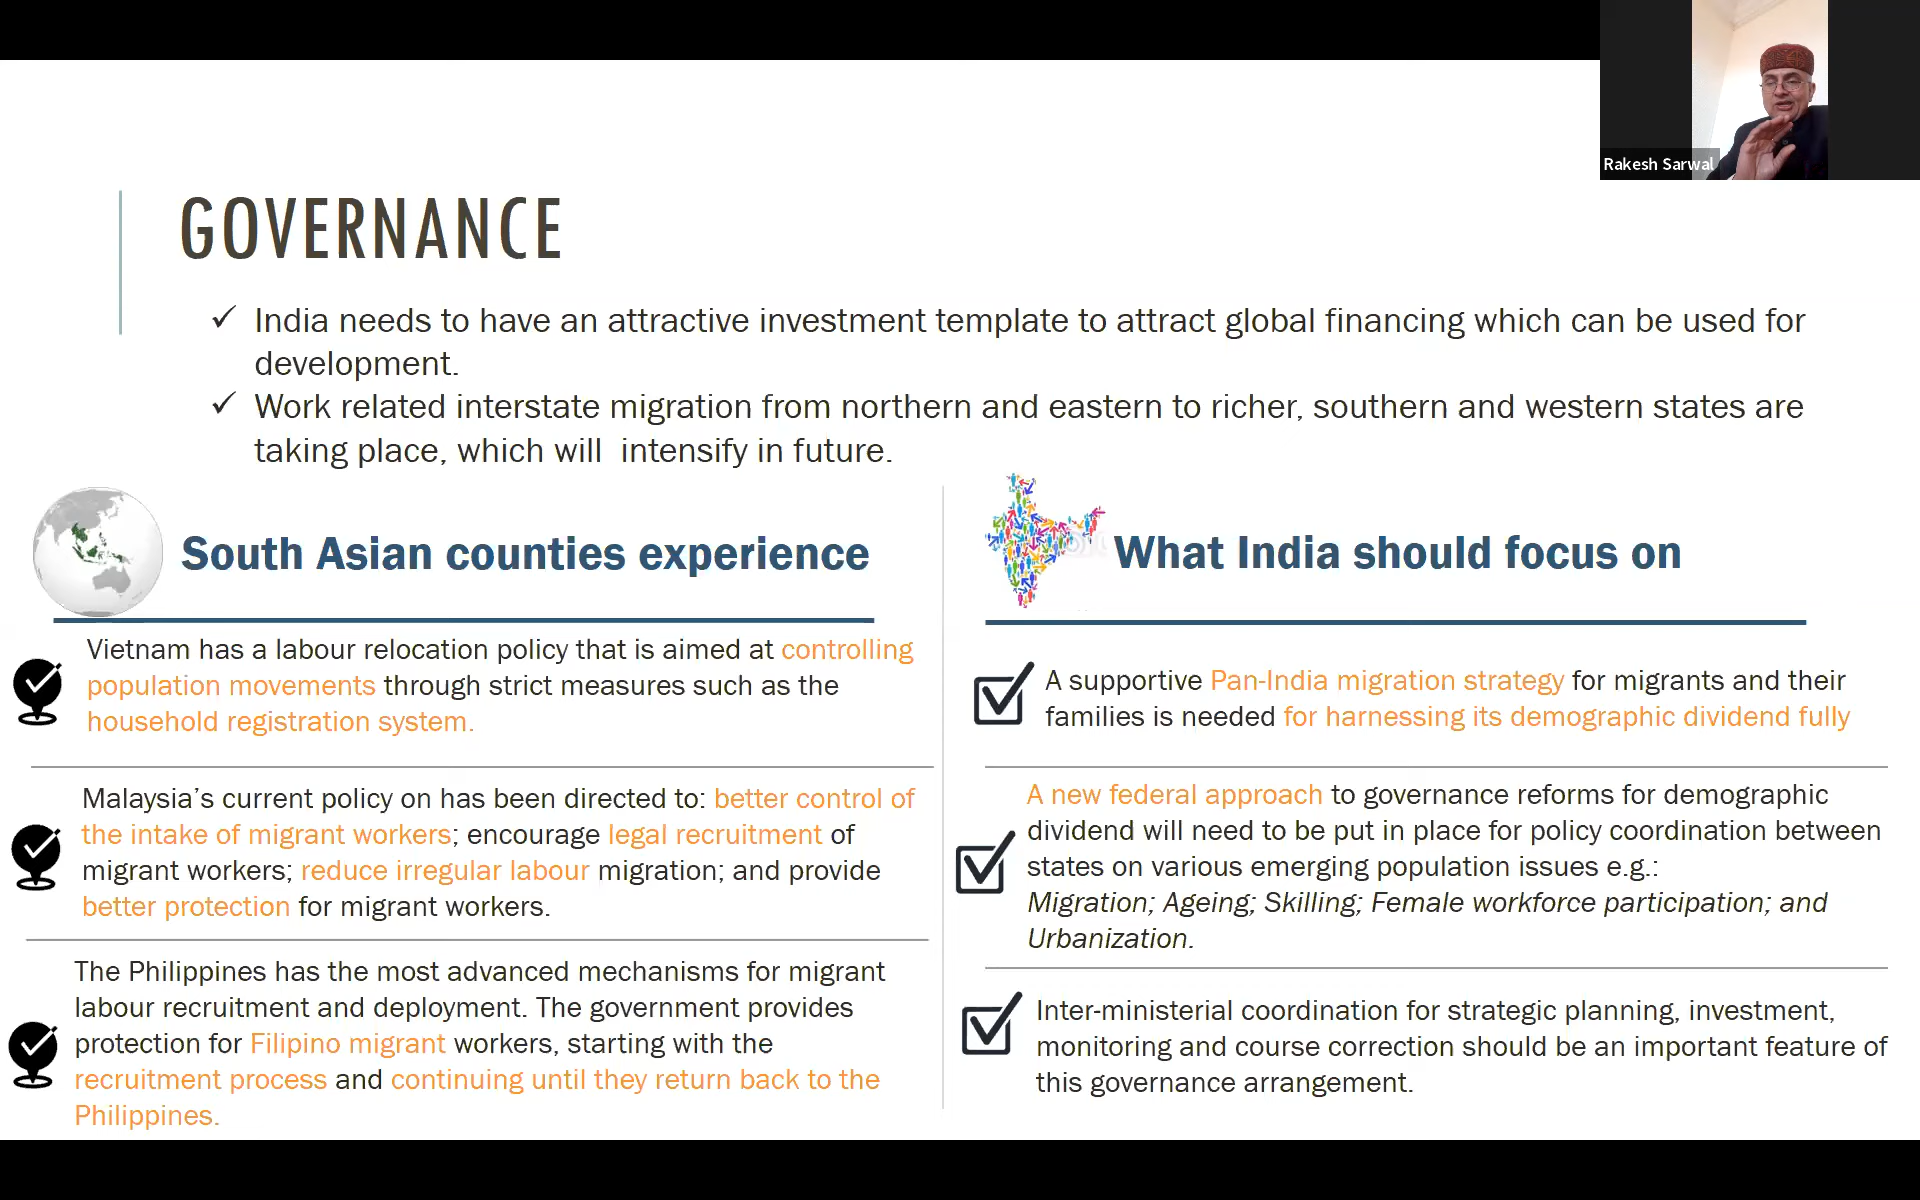 Rakesh Sarwal
GOVERNANCE
✓ India needs to have an attractive investment template to attract global financing which can be used for
development.
✓ Work related interstate migration from northern and eastern to richer, southern and western states are
taking place, which will  intensify in future.
South Asian counties experience
Vietnam has a labour relocation policy that is aimed at controlling
population movements through strict measures such as the
household registration system.
Malaysia’s current policy on has been directed to: better control of
the intake of migrant workers; encourage legal recruitment of
migrant workers; reduce irregular labour migration; and provide
better protection for migrant workers.
The Philippines has the most advanced mechanisms for migrant
labour recruitment and deployment. The government provides
protection for Filipino migrant workers, starting with the
recruitment process and continuing until they return back to the
Philippines.
What India should focus on
A supportive Pan-India migration strategy for migrants and their
families is needed for harnessing its demographic dividend fully
A new federal approach to governance reforms for demographic
dividend will need to be put in place for policy coordination between
states on various emerging population issues e.g.:
Migration; Ageing; Skilling; Female workforce participation; and
Urbanization.
Inter-ministerial coordination for strategic planning, investment,
monitoring and course correction should be an important feature of
this governance arrangement.